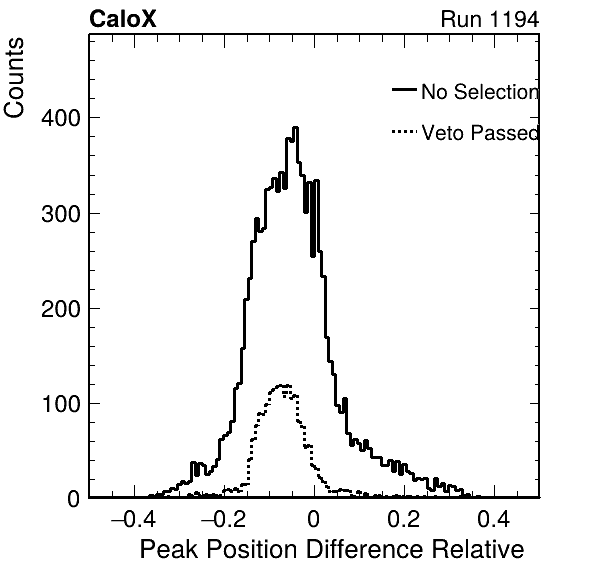 CaloX Run 1194
Counts
No Selection
Veto Passed
400
300
200
100
0
−0.4 −0.2 0 0.2 0.4
Peak Position Difference Relative